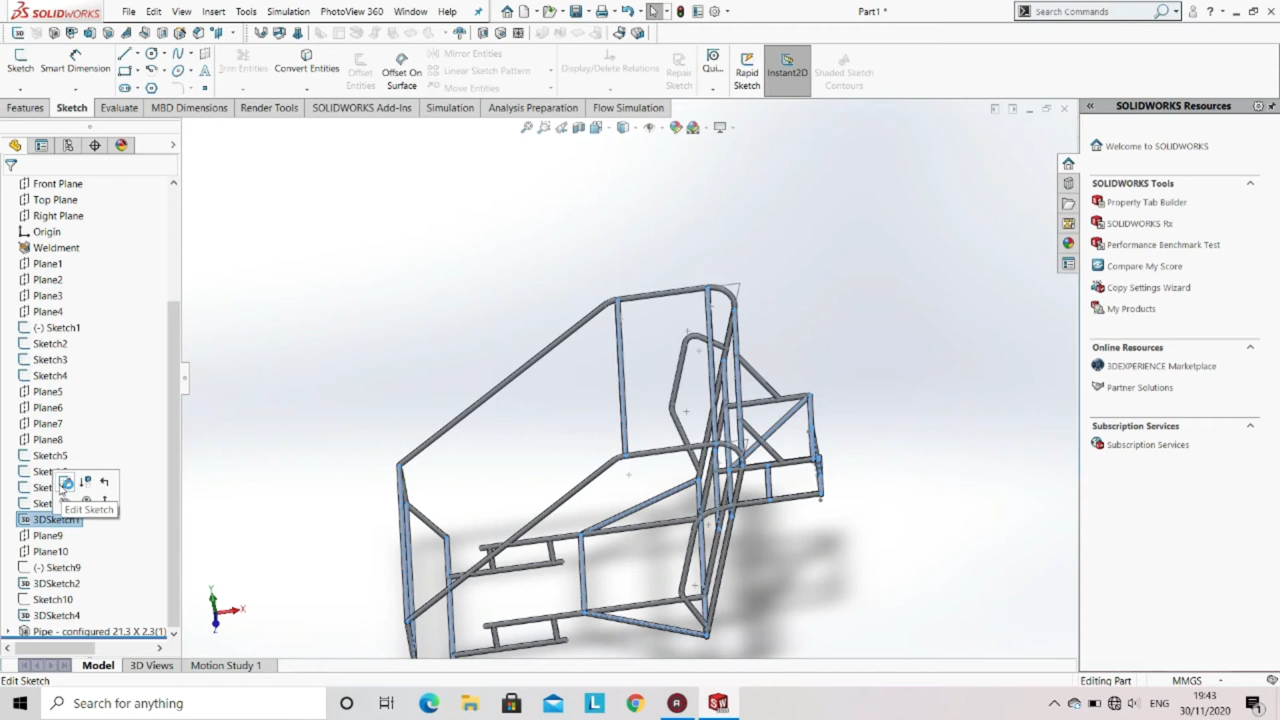 SOLIDWORKS File Edit View Insert Tools Simulation PhotoView 360 Window Help Part1 * Search Commands
Sketch Smart Dimension Trim Entities Convert Entities Offset Entities Offset On Surface Mirror Entities Linear Sketch Pattern Move Entities Display/Delete Relations Repair Sketch Qui... Rapid Sketch Instant2D Shaded Sketch Contours
Features Sketch Evaluate MBD Dimensions Render Tools SOLIDWORKS Add-Ins Simulation Analysis Preparation Flow Simulation
SOLIDWORKS Resources
Welcome to SOLIDWORKS
SOLIDWORKS Tools
Property Tab Builder
SOLIDWORKS Rx
Performance Benchmark Test
Compare My Score
Copy Settings Wizard
My Products
Online Resources
3DEXPERIENCE Marketplace
Partner Solutions
Subscription Services
Subscription Services
Front Plane
Top Plane
Right Plane
Origin
Weldment
Plane1
Plane2
Plane3
Plane4
(-) Sketch1
Sketch2
Sketch3
Sketch4
Plane5
Plane6
Plane7
Plane8
Sketch5
Edit Sketch
3DSketch1
Plane9
Plane10
(-) Sketch9
3DSketch2
Sketch10
3DSketch4
Pipe - configured 21.3 X 2.3(1)
Y
X
Z
Model 3D Views Motion Study 1
Edit Sketch Editing Part MMGS
Search for anything
ENG 19:43
30/11/2020